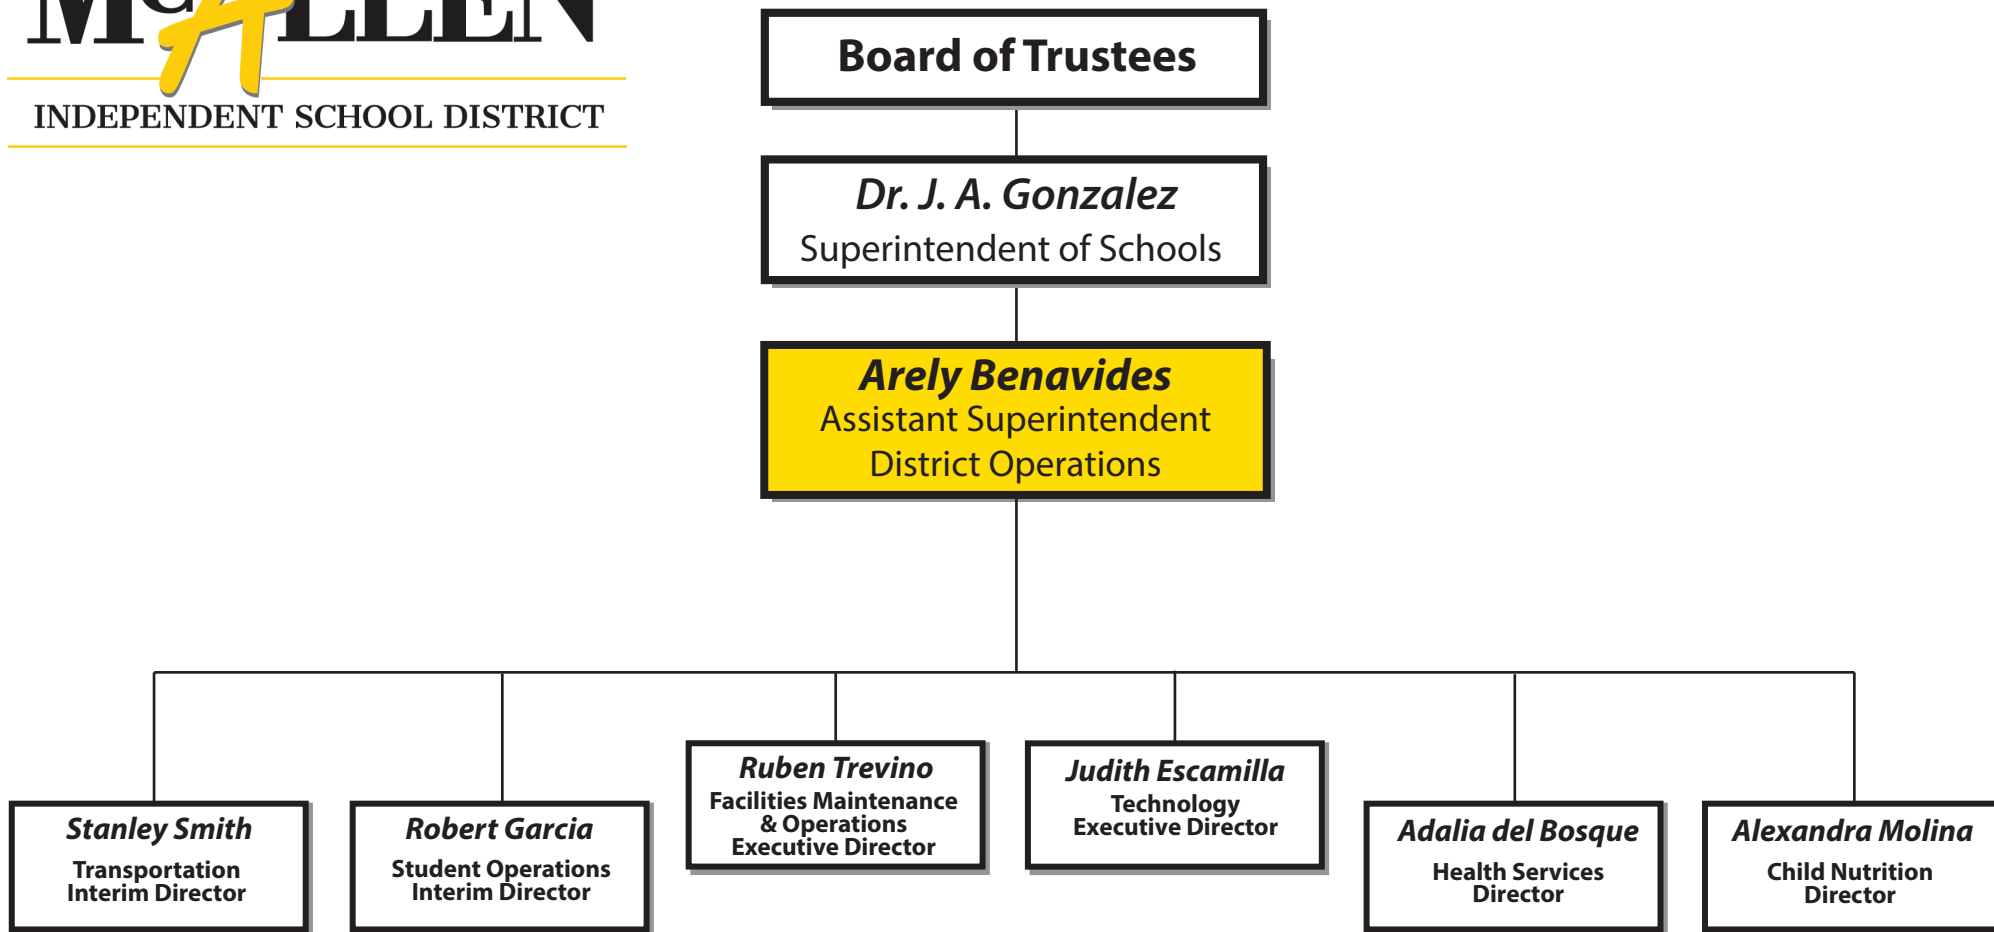 McALLEN
INDEPENDENT SCHOOL DISTRICT
Board of Trustees
Dr. J. A. Gonzalez
Superintendent of Schools
Arely Benavides
Assistant Superintendent
District Operations
Stanley Smith
Transportation
Interim Director
Robert Garcia
Student Operations
Interim Director
Ruben Trevino
Facilities Maintenance
& Operations
Executive Director
Judith Escamilla
Technology
Executive Director
Adalia del Bosque
Health Services
Director
Alexandra Molina
Child Nutrition
Director